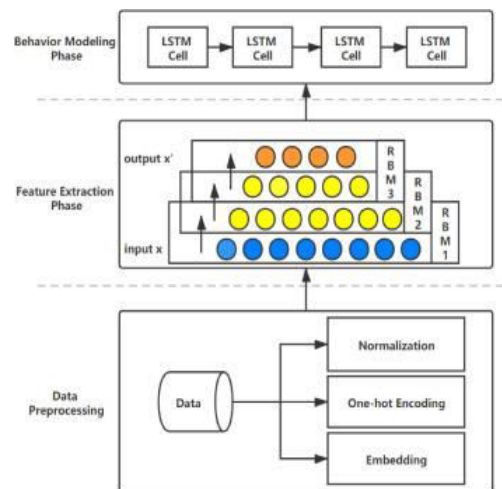 Behavior Modeling
Phase
LSTM
Cell
LSTM
Cell
LSTM
Cell
LSTM
Cell
Feature Extraction
Phase
output x'
input x
R
B
M
3
R
B
M
2
R
B
M
1
Data
Preprocessing
Data
Normalization
One-hot Encoding
Embedding